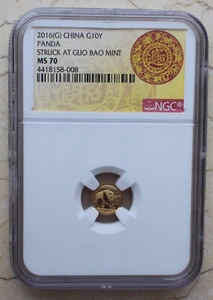 2016(G) CHINA G10Y
PANDA
STRUCK AT GUO BAO MINT
MS 70
4418158-008
NGC